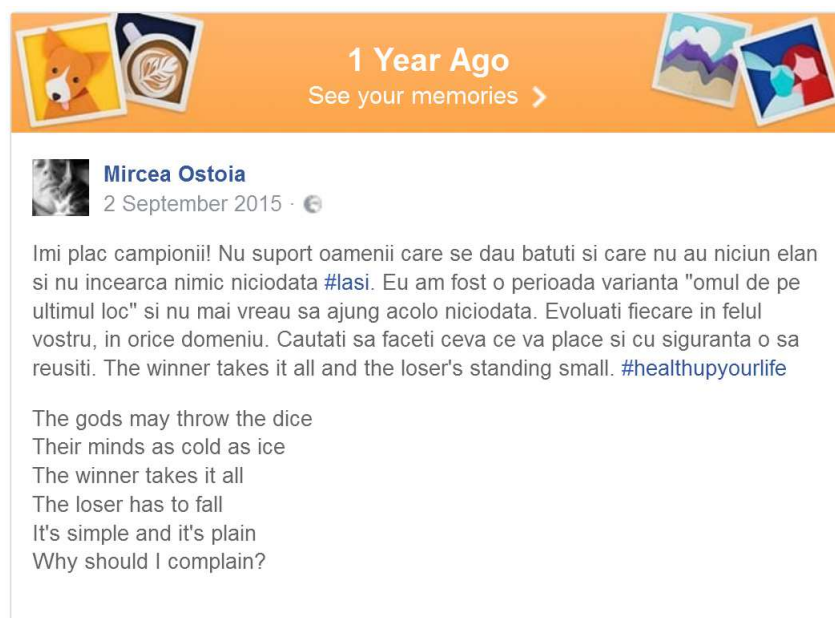 1 Year Ago
See your memories
Mircea Ostoia
2 September 2015
Imi plac campionii! Nu suport oamenii care se dau batuti si care nu au niciun elan
si nu incearca nimic niciodata #Iasi. Eu am fost o perioada varianta "omul de pe
ultimul loc" si nu mai vreau sa ajung acolo niciodata. Evoluati fiecare in felul
vostru, in orice domeniu. Cautati sa faceti ceva ce va place si cu siguranta o sa
reusiti. The winner takes it all and the loser's standing small. #healthupyourlife
The gods may throw the dice
Their minds as cold as ice
The winner takes it all
The loser has to fall
It's simple and it's plain
Why should I complain?